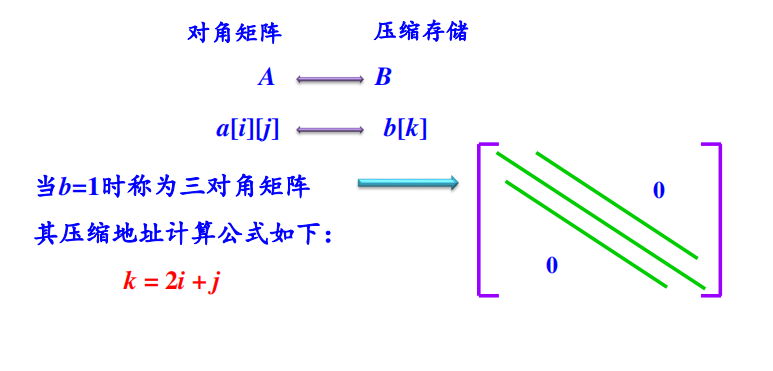 对角矩阵 压缩存储
A B
a[i][j] b[k]
当b=1时称为三对角矩阵
其压缩地址计算公式如下：
k = 2i + j
0
0